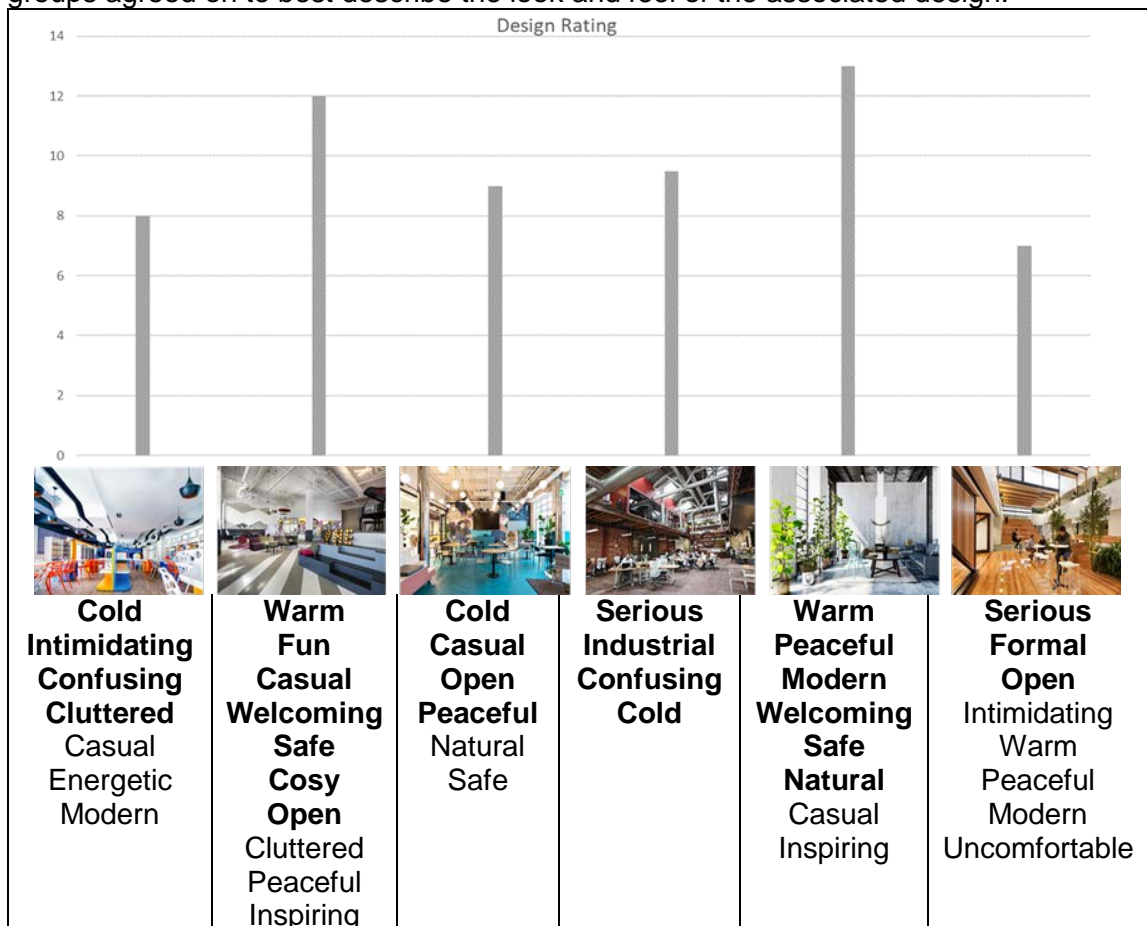 groups agreed on to best describe the look and feel of the associated design.
Design Rating
14
12
10
8
6
4
2
0
Cold
Intimidating
Confusing
Cluttered
Casual
Energetic
Modern
Warm
Fun
Casual
Welcoming
Safe
Cosy
Open
Cluttered
Peaceful
Inspiring
Cold
Casual
Open
Peaceful
Natural
Safe
Serious
Industrial
Confusing
Cold
Warm
Peaceful
Modern
Welcoming
Safe
Natural
Casual
Inspiring
Serious
Formal
Open
Intimidating
Warm
Peaceful
Modern
Uncomfortable